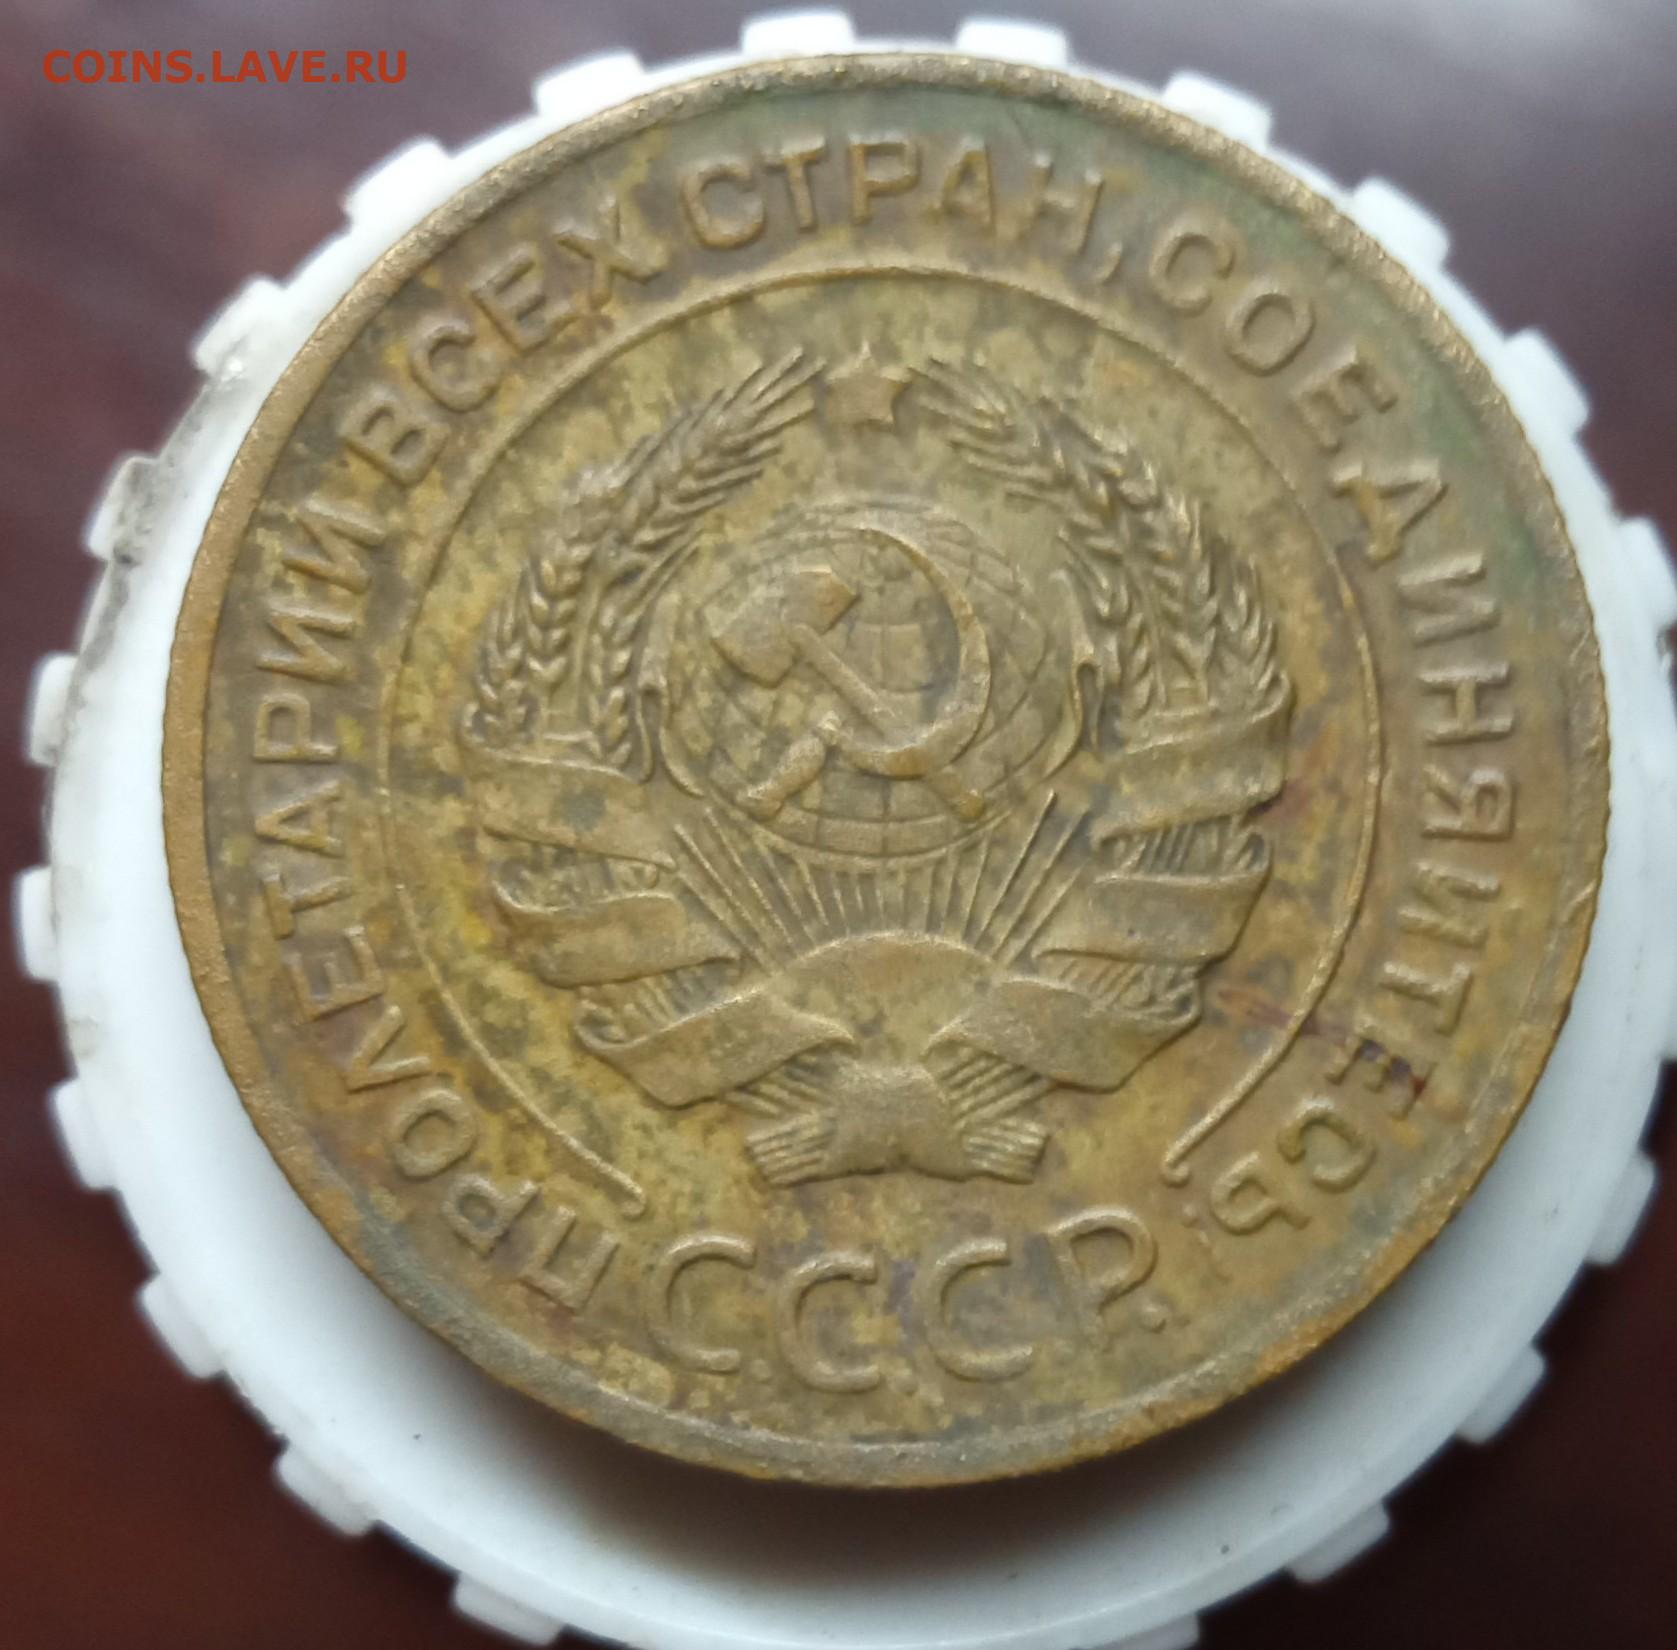 COINS.LAVE.RU
ПРОЛЕТАРИИ ВСЕХ СТРАН, СОЕДИНЯЙТЕСЬ!
С.С.С.Р.